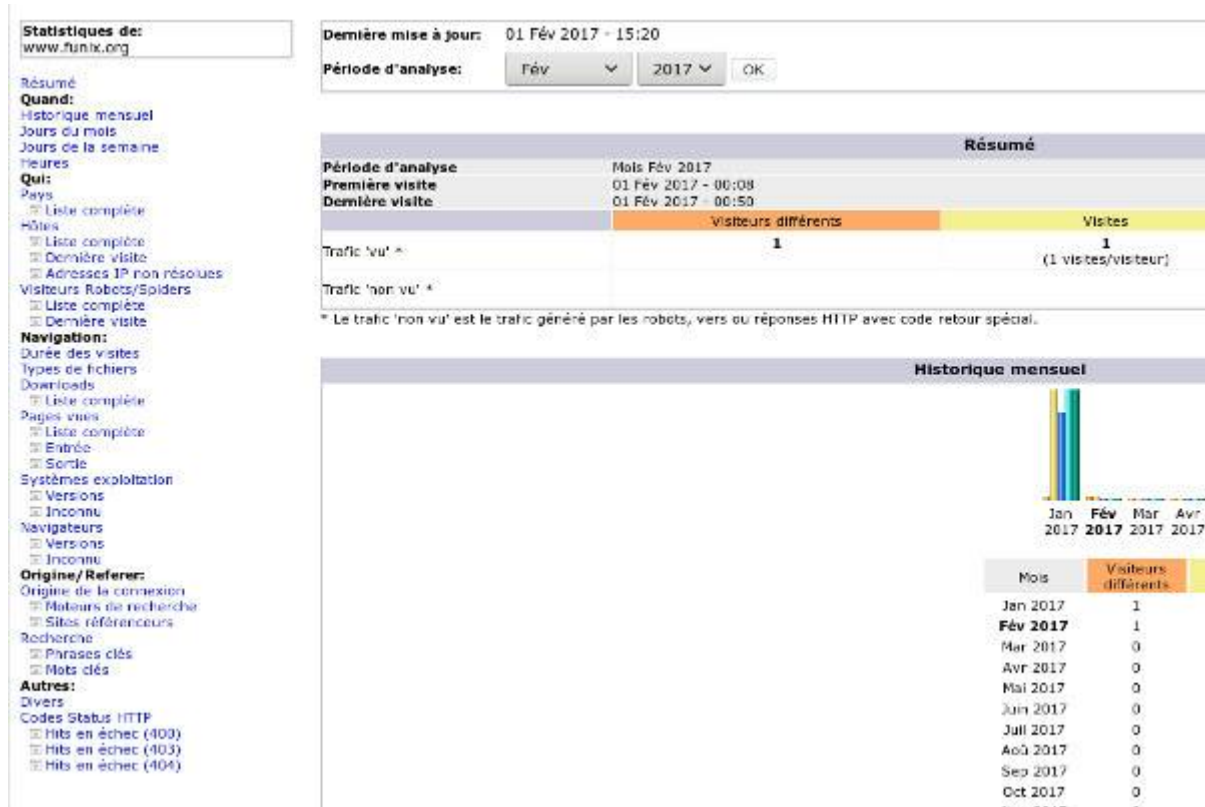 Statistiques de:
www.funix.org
Résumé
Quand:
Historique mensuel
Jours du mois
Jours de la semaine
Heures
Qui:
Pays
Liste complète
Hôtes
Liste complète
Dernière visite
Adresses IP non résolues
Visiteurs Robots/Spiders
Liste complète
Dernière visite
Navigation:
Durée des visites
Types de fichiers
Downloads
Liste complète
Pages vues
Liste complète
Entrée
Sortie
Systèmes exploitation
Versions
Inconnu
Navigateurs
Versions
Inconnu
Origine/Referer:
Origine de la connexion
Moteurs de recherche
Sites référenceurs
Recherche
Phrases clés
Mots clés
Autres:
Divers
Codes Status HTTP
Hits en échec (400)
Hits en échec (403)
Hits en échec (404)
Dernière mise à jour: 01 Fév 2017 - 15:20
Période d'analyse: Fév 2017 OK
Résumé
Période d'analyse Mois Fév 2017
Première visite 01 Fév 2017 - 00:08
Dernière visite 01 Fév 2017 - 00:50
Visiteurs différents Visites
Trafic 'vu' * 1 1
(1 visites/visiteur)
Trafic 'non vu' *
* Le trafic 'non vu' est le trafic généré par les robots, vers ou réponses HTTP avec code retour spécial.
Historique mensuel
Jan Fév Mar Avr
2017 2017 2017 2017
Mois Visiteurs différents
Jan 2017 1
Fév 2017 1
Mar 2017 0
Avr 2017 0
Mai 2017 0
Juin 2017 0
Juil 2017 0
Aoû 2017 0
Sep 2017 0
Oct 2017 0